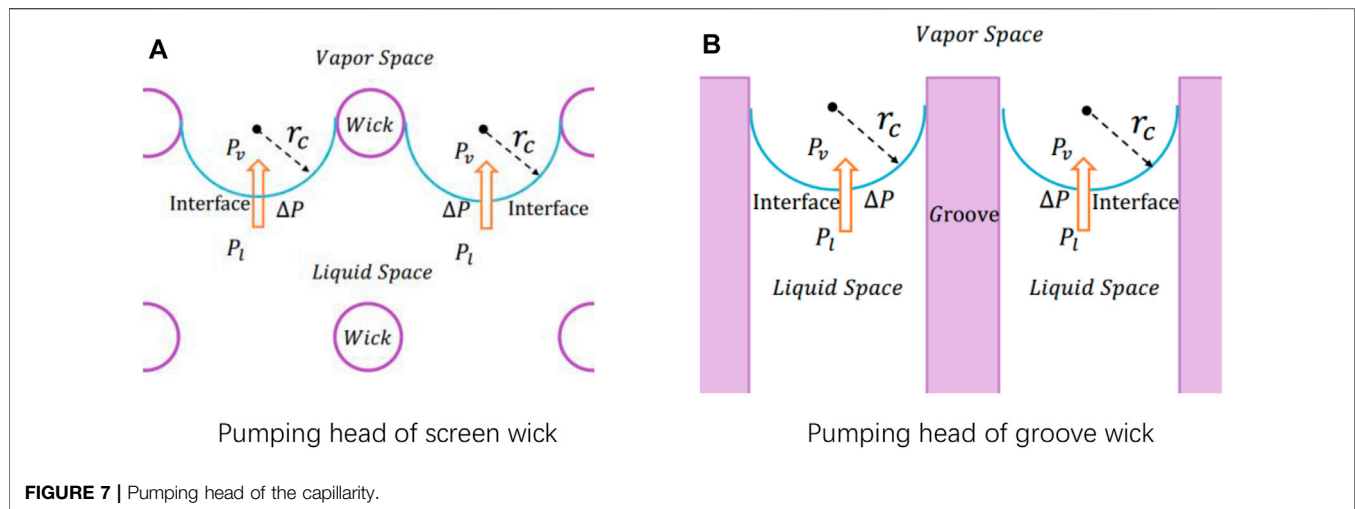 A
Vapor Space
Wick
r_c
r_c
P_v
P_v
Interface
ΔP
ΔP
Interface
P_l
P_l
Liquid Space
Wick
Pumping head of screen wick
B
Vapor Space
r_c
r_c
P_v
P_v
Interface
ΔP
Groove
ΔP
Interface
P_l
P_l
Liquid Space
Liquid Space
Pumping head of groove wick
FIGURE 7 | Pumping head of the capillarity.